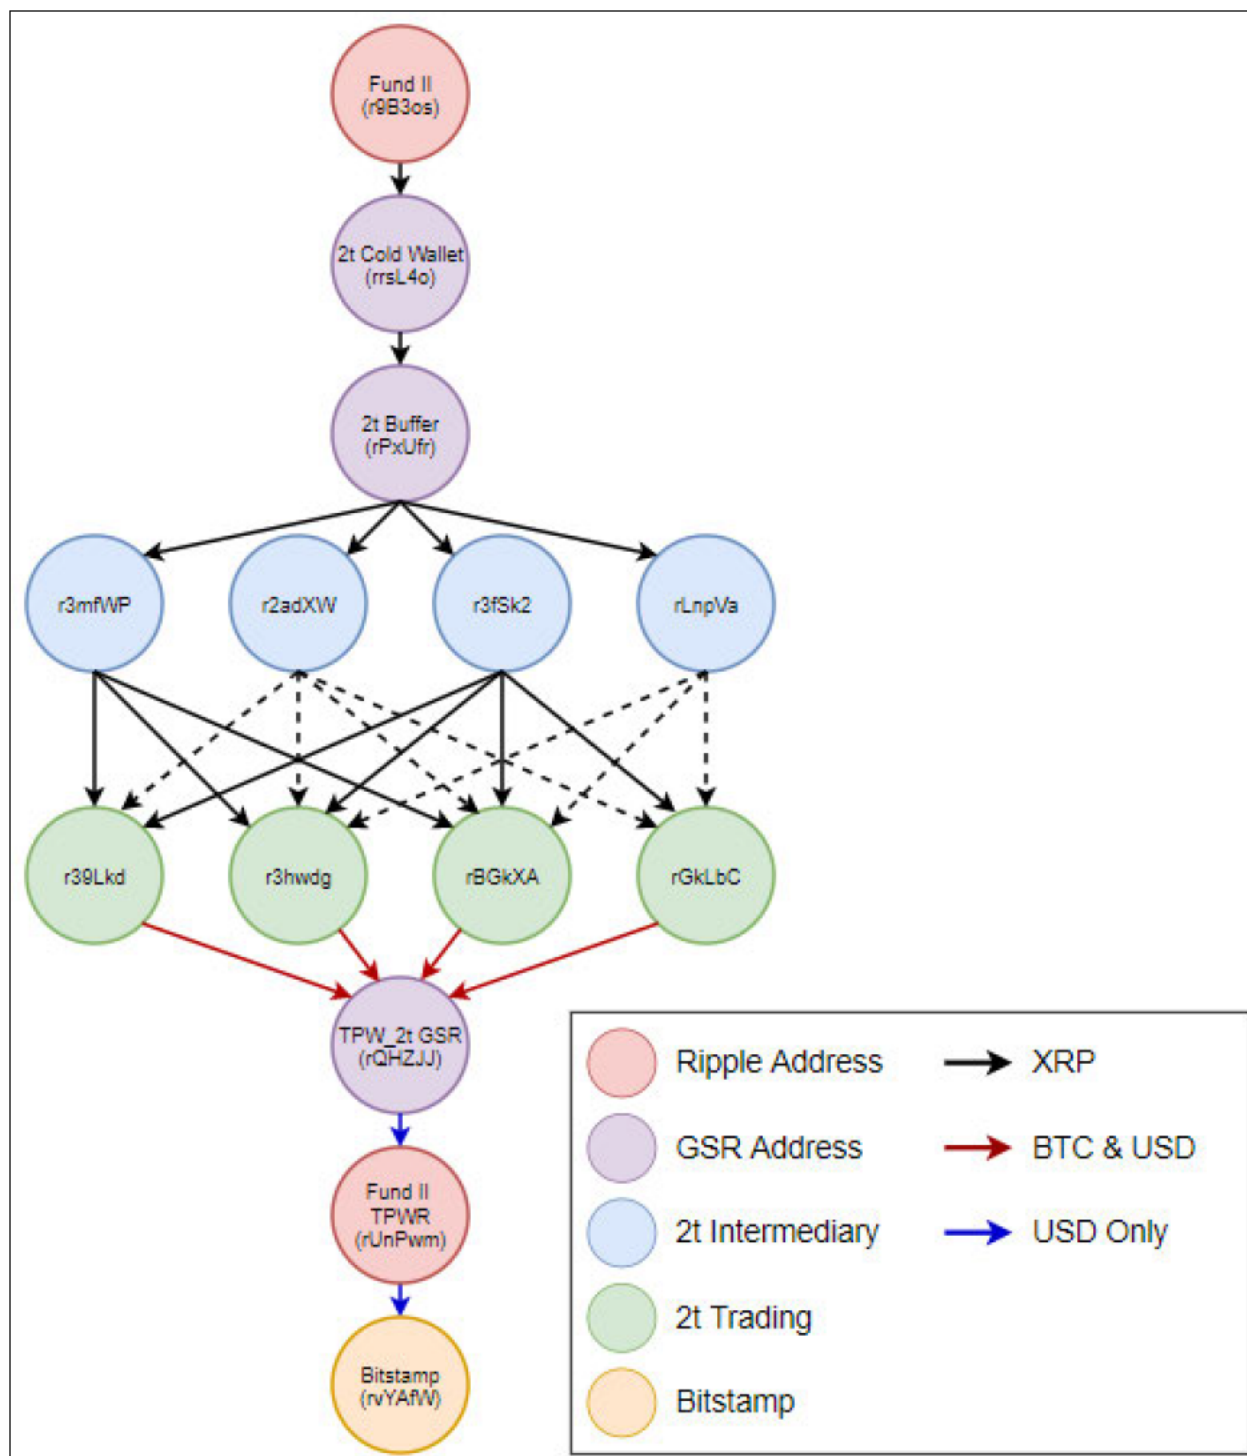 Fund II
(r9B3os)
2t Cold Wallet
(rrsL4o)
2t Buffer
(rPxUfr)
r3mfWP
r2adXW
r3fSk2
rLnpVa
r39Lkd
r3hwdg
rBGkXA
rGkLbC
TPW_2t GSR
(rQHZJJ)
Fund II
TPWR
(rUnPwm)
Bitstamp
(rvYAfW)
Ripple Address
XRP
GSR Address
BTC & USD
2t Intermediary
USD Only
2t Trading
Bitstamp